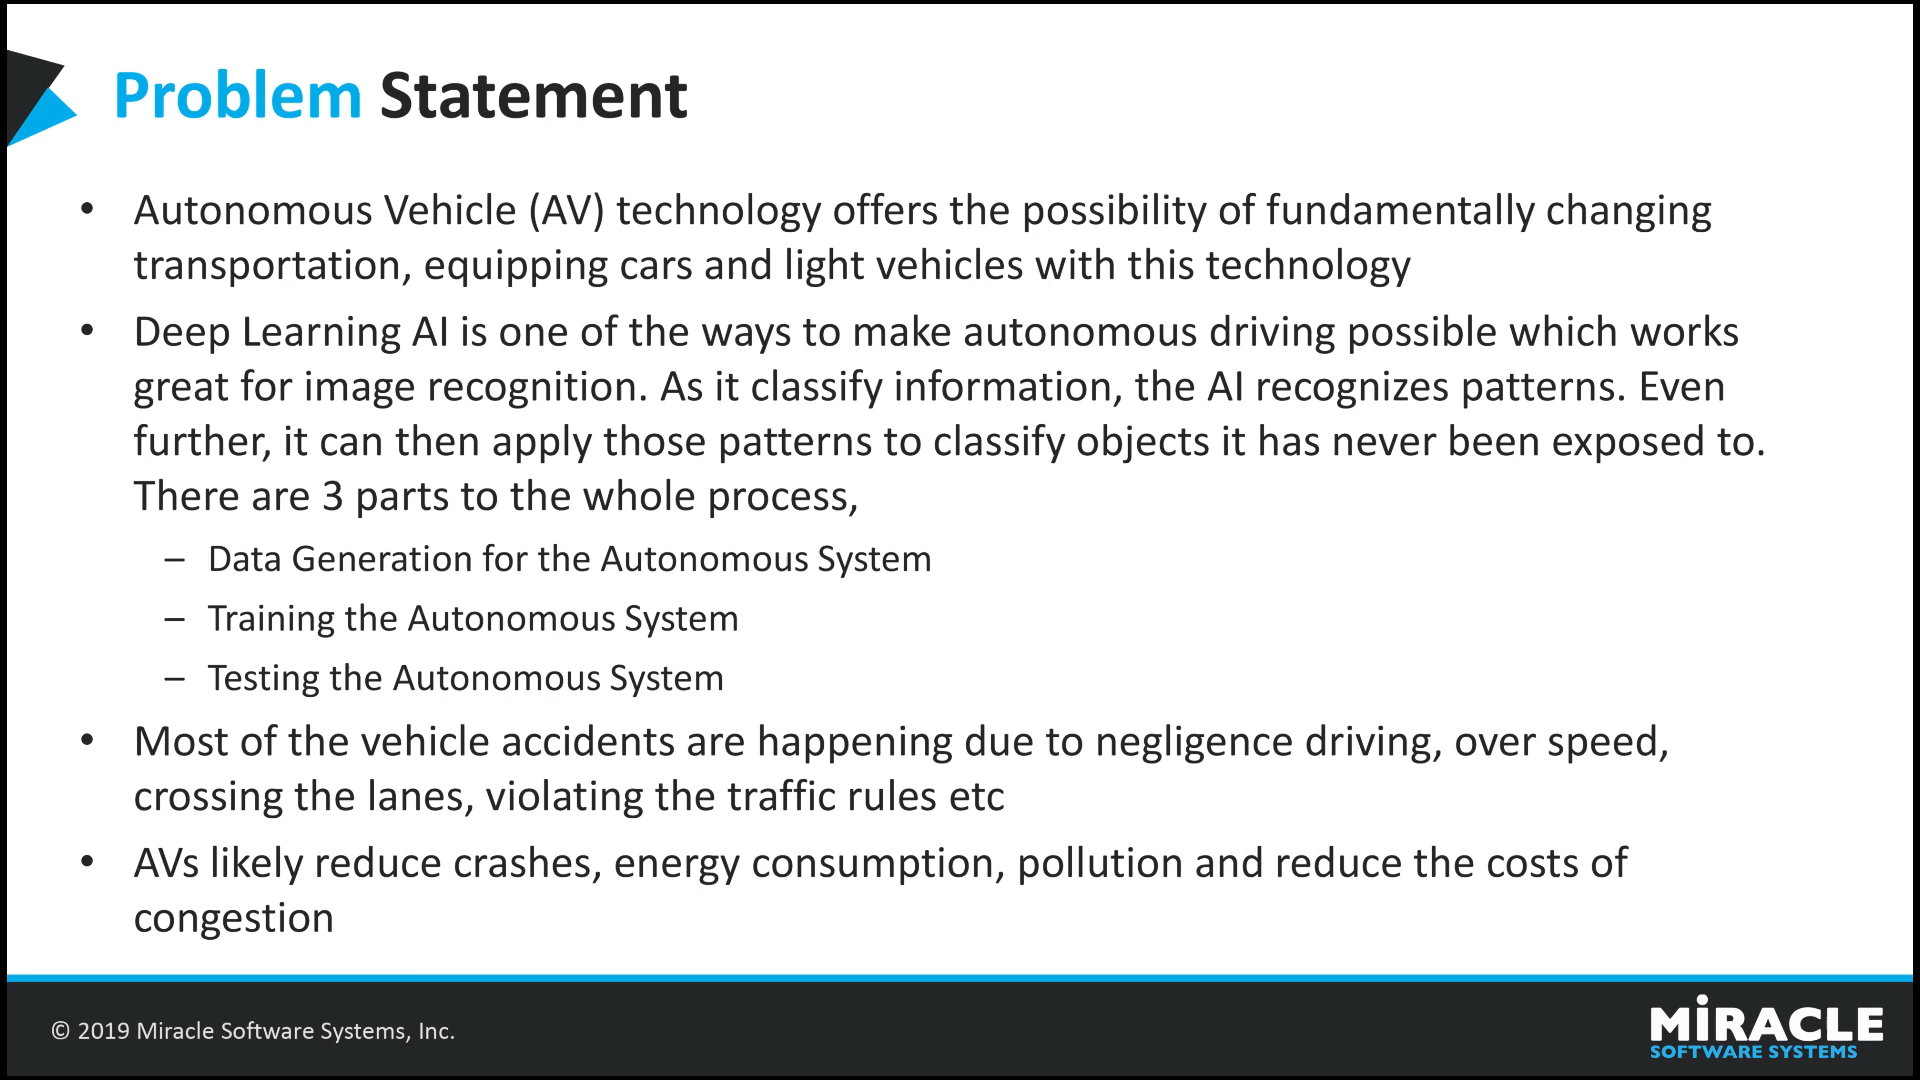 Problem Statement
• Autonomous Vehicle (AV) technology offers the possibility of fundamentally changing
transportation, equipping cars and light vehicles with this technology
• Deep Learning AI is one of the ways to make autonomous driving possible which works
great for image recognition. As it classify information, the AI recognizes patterns. Even
further, it can then apply those patterns to classify objects it has never been exposed to.
There are 3 parts to the whole process,
– Data Generation for the Autonomous System
– Training the Autonomous System
– Testing the Autonomous System
• Most of the vehicle accidents are happening due to negligence driving, over speed,
crossing the lanes, violating the traffic rules etc
• AVs likely reduce crashes, energy consumption, pollution and reduce the costs of
congestion
© 2019 Miracle Software Systems, Inc.
MiRACLE
SOFTWARE SYSTEMS